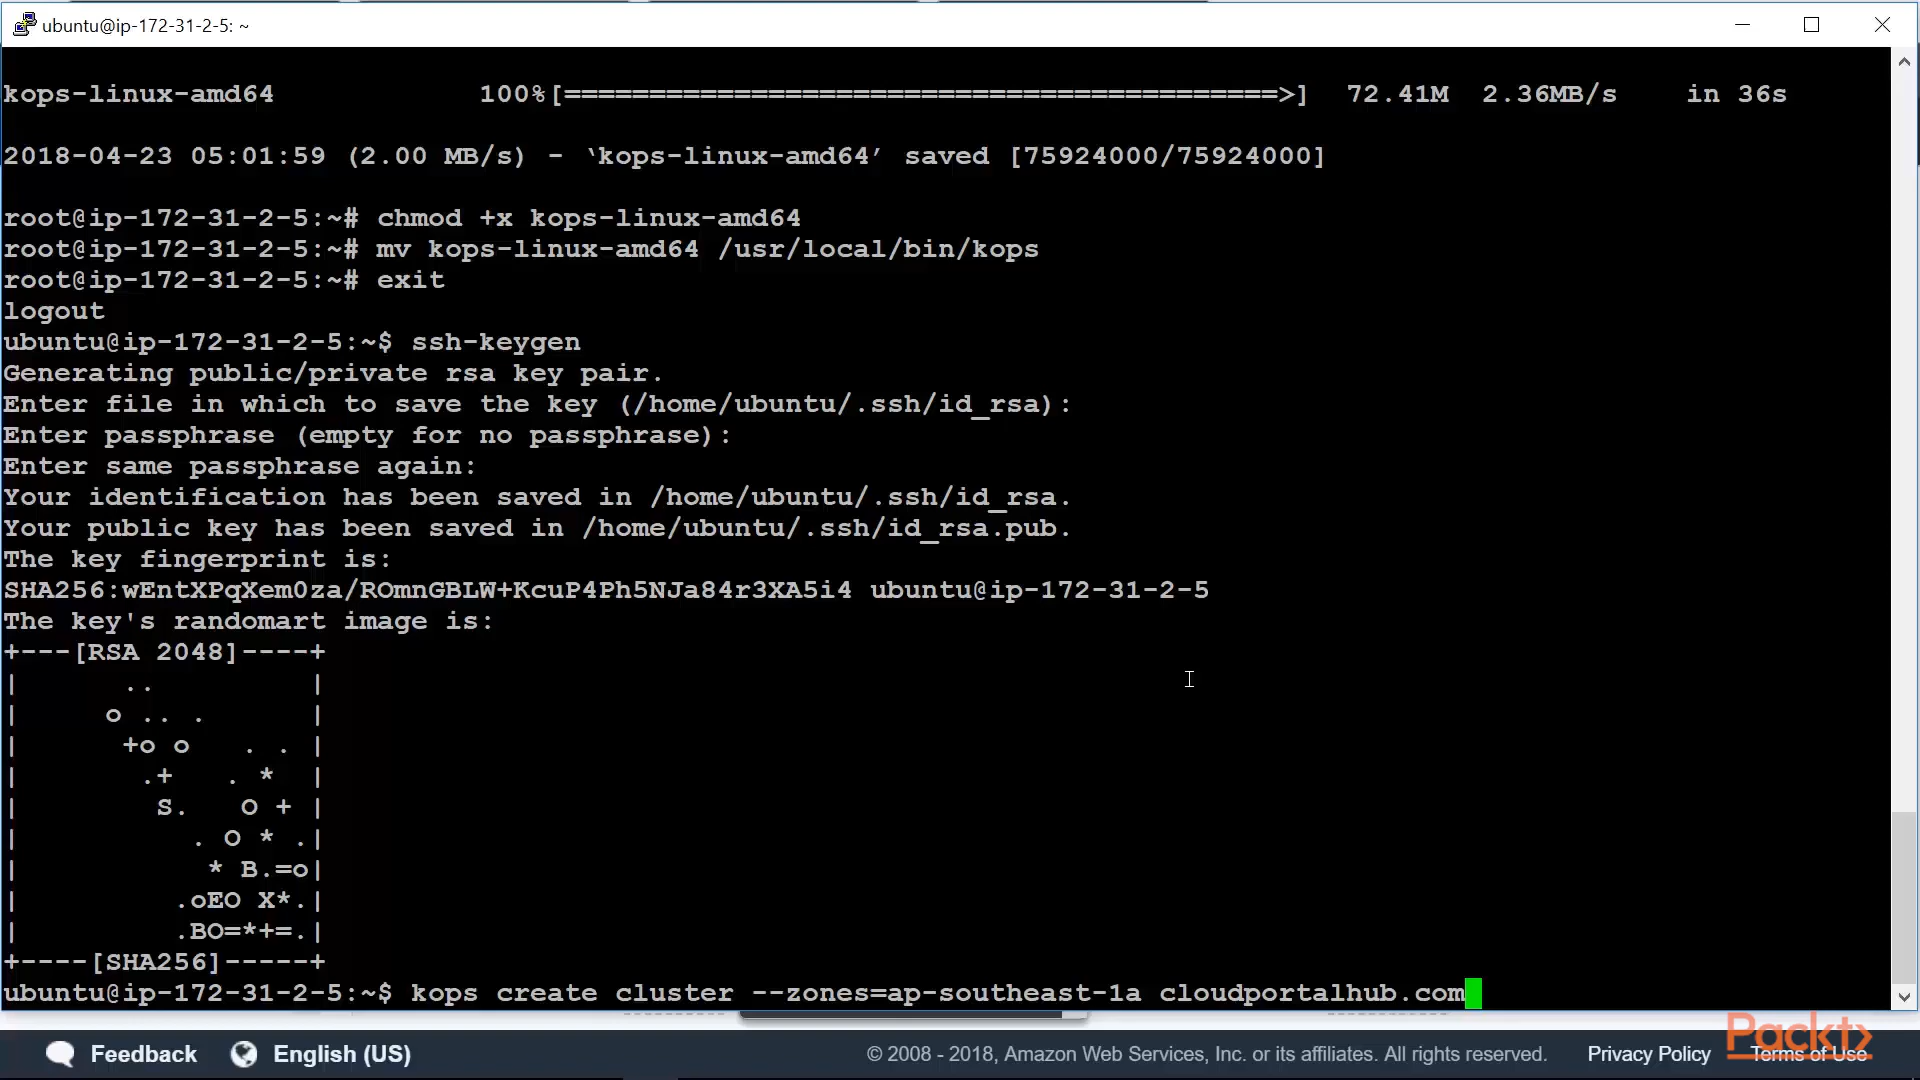 ubuntu@ip-172-31-2-5: ~
kops-linux-amd64            100%[==========================================>]  72.41M  2.36MB/s    in 36s
2018-04-23 05:01:59 (2.00 MB/s) - ‘kops-linux-amd64’ saved [75924000/75924000]
root@ip-172-31-2-5:~# chmod +x kops-linux-amd64
root@ip-172-31-2-5:~# mv kops-linux-amd64 /usr/local/bin/kops
root@ip-172-31-2-5:~# exit
logout
ubuntu@ip-172-31-2-5:~$ ssh-keygen
Generating public/private rsa key pair.
Enter file in which to save the key (/home/ubuntu/.ssh/id_rsa):
Enter passphrase (empty for no passphrase):
Enter same passphrase again:
Your identification has been saved in /home/ubuntu/.ssh/id_rsa.
Your public key has been saved in /home/ubuntu/.ssh/id_rsa.pub.
The key fingerprint is:
SHA256:wEntXPqXem0za/ROmnGBLW+KcuP4Ph5NJa84r3XA5i4 ubuntu@ip-172-31-2-5
The key's randomart image is:
+---[RSA 2048]----+
|      ..         |
|     o .. .      |
|      +o o   . . |
|       .+   . *  |
|        S.   O + |
|          . O * .|
|           * B.=o|
|         .oEO X*.|
|         .BO=*+=.|
+----[SHA256]-----+
ubuntu@ip-172-31-2-5:~$ kops create cluster --zones=ap-southeast-1a cloudportalhub.com
Feedback English (US) © 2008 - 2018, Amazon Web Services, Inc. or its affiliates. All rights reserved. Privacy Policy Terms of Use
Packt